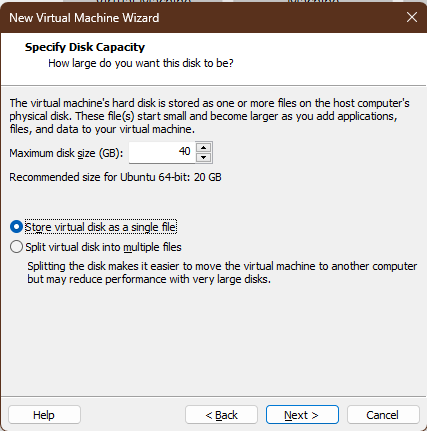 New Virtual Machine Wizard
Specify Disk Capacity
How large do you want this disk to be?
The virtual machine's hard disk is stored as one or more files on the host computer's
physical disk. These file(s) start small and become larger as you add applications,
files, and data to your virtual machine.
Maximum disk size (GB): 40
Recommended size for Ubuntu 64-bit: 20 GB
Store virtual disk as a single file
Split virtual disk into multiple files
Splitting the disk makes it easier to move the virtual machine to another computer
but may reduce performance with very large disks.
Help < Back Next > Cancel